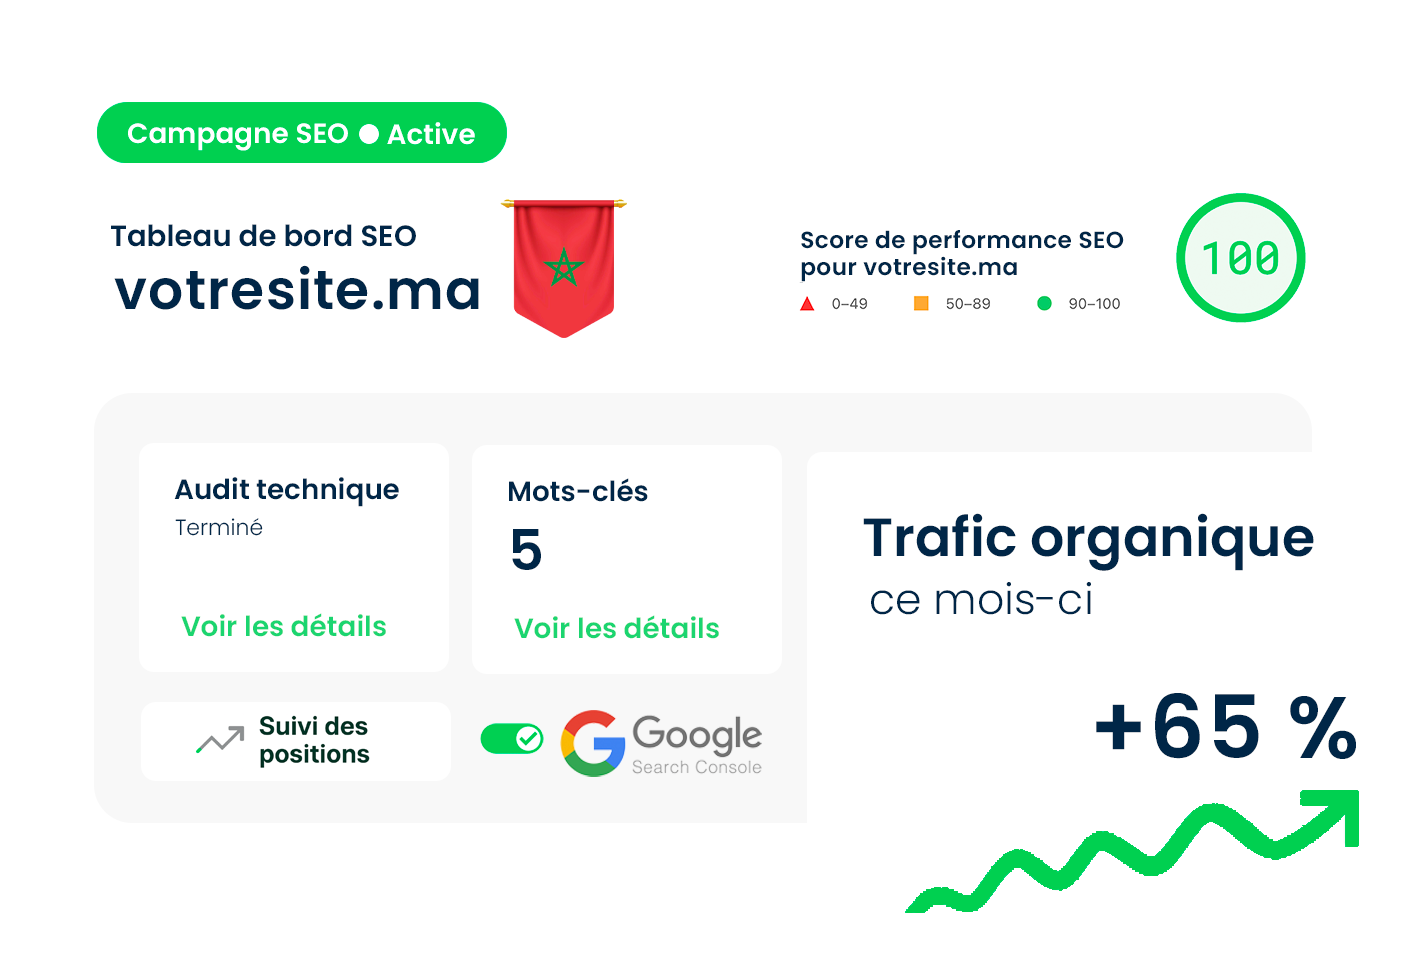 Campagne SEO ● Active
Tableau de bord SEO
votresite.ma
Score de performance SEO
pour votresite.ma
0–49
50–89
90–100
100
Audit technique
Terminé
Voir les détails
Mots-clés
5
Voir les détails
Suivi des
positions
Google
Search Console
Trafic organique
ce mois-ci
+65 %